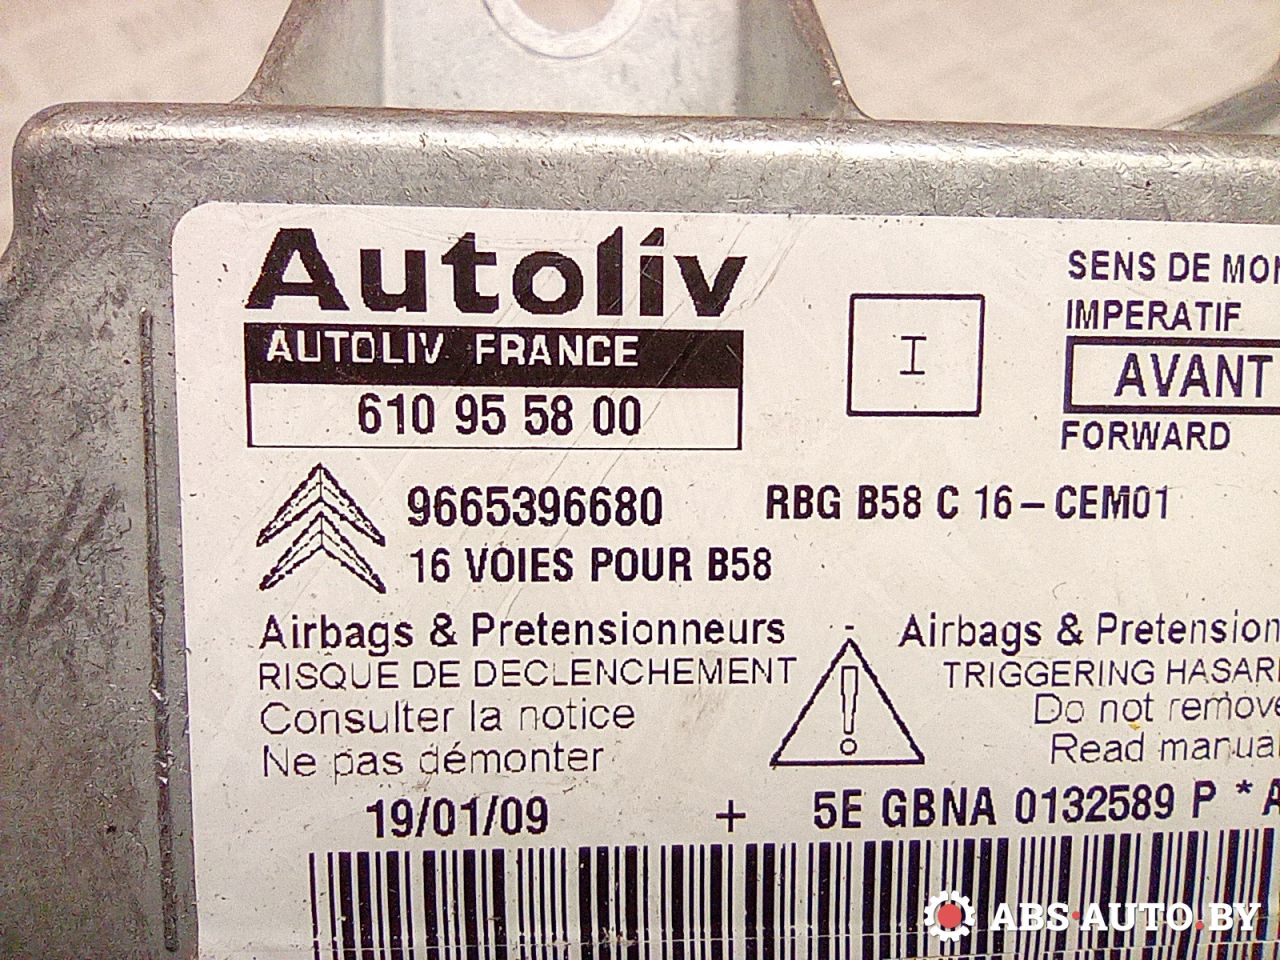 Autoliv
AUTOLIV FRANCE
610 95 58 00
I
SENS DE
IMPERATIF
AVANT
FORWARD
9665396680
RBG B58 C 16-CEM01
16 VOIES POUR B58
Airbags & Pretensionneurs
RISQUE DE DECLENCHEMENT
Consulter la notice
Ne pas démonter
Airbags &
TRIGGERING
Do not remove
Read manual
19/01/09 + 5E GBNA 0132589 P *A
ABS-AUTO.BY